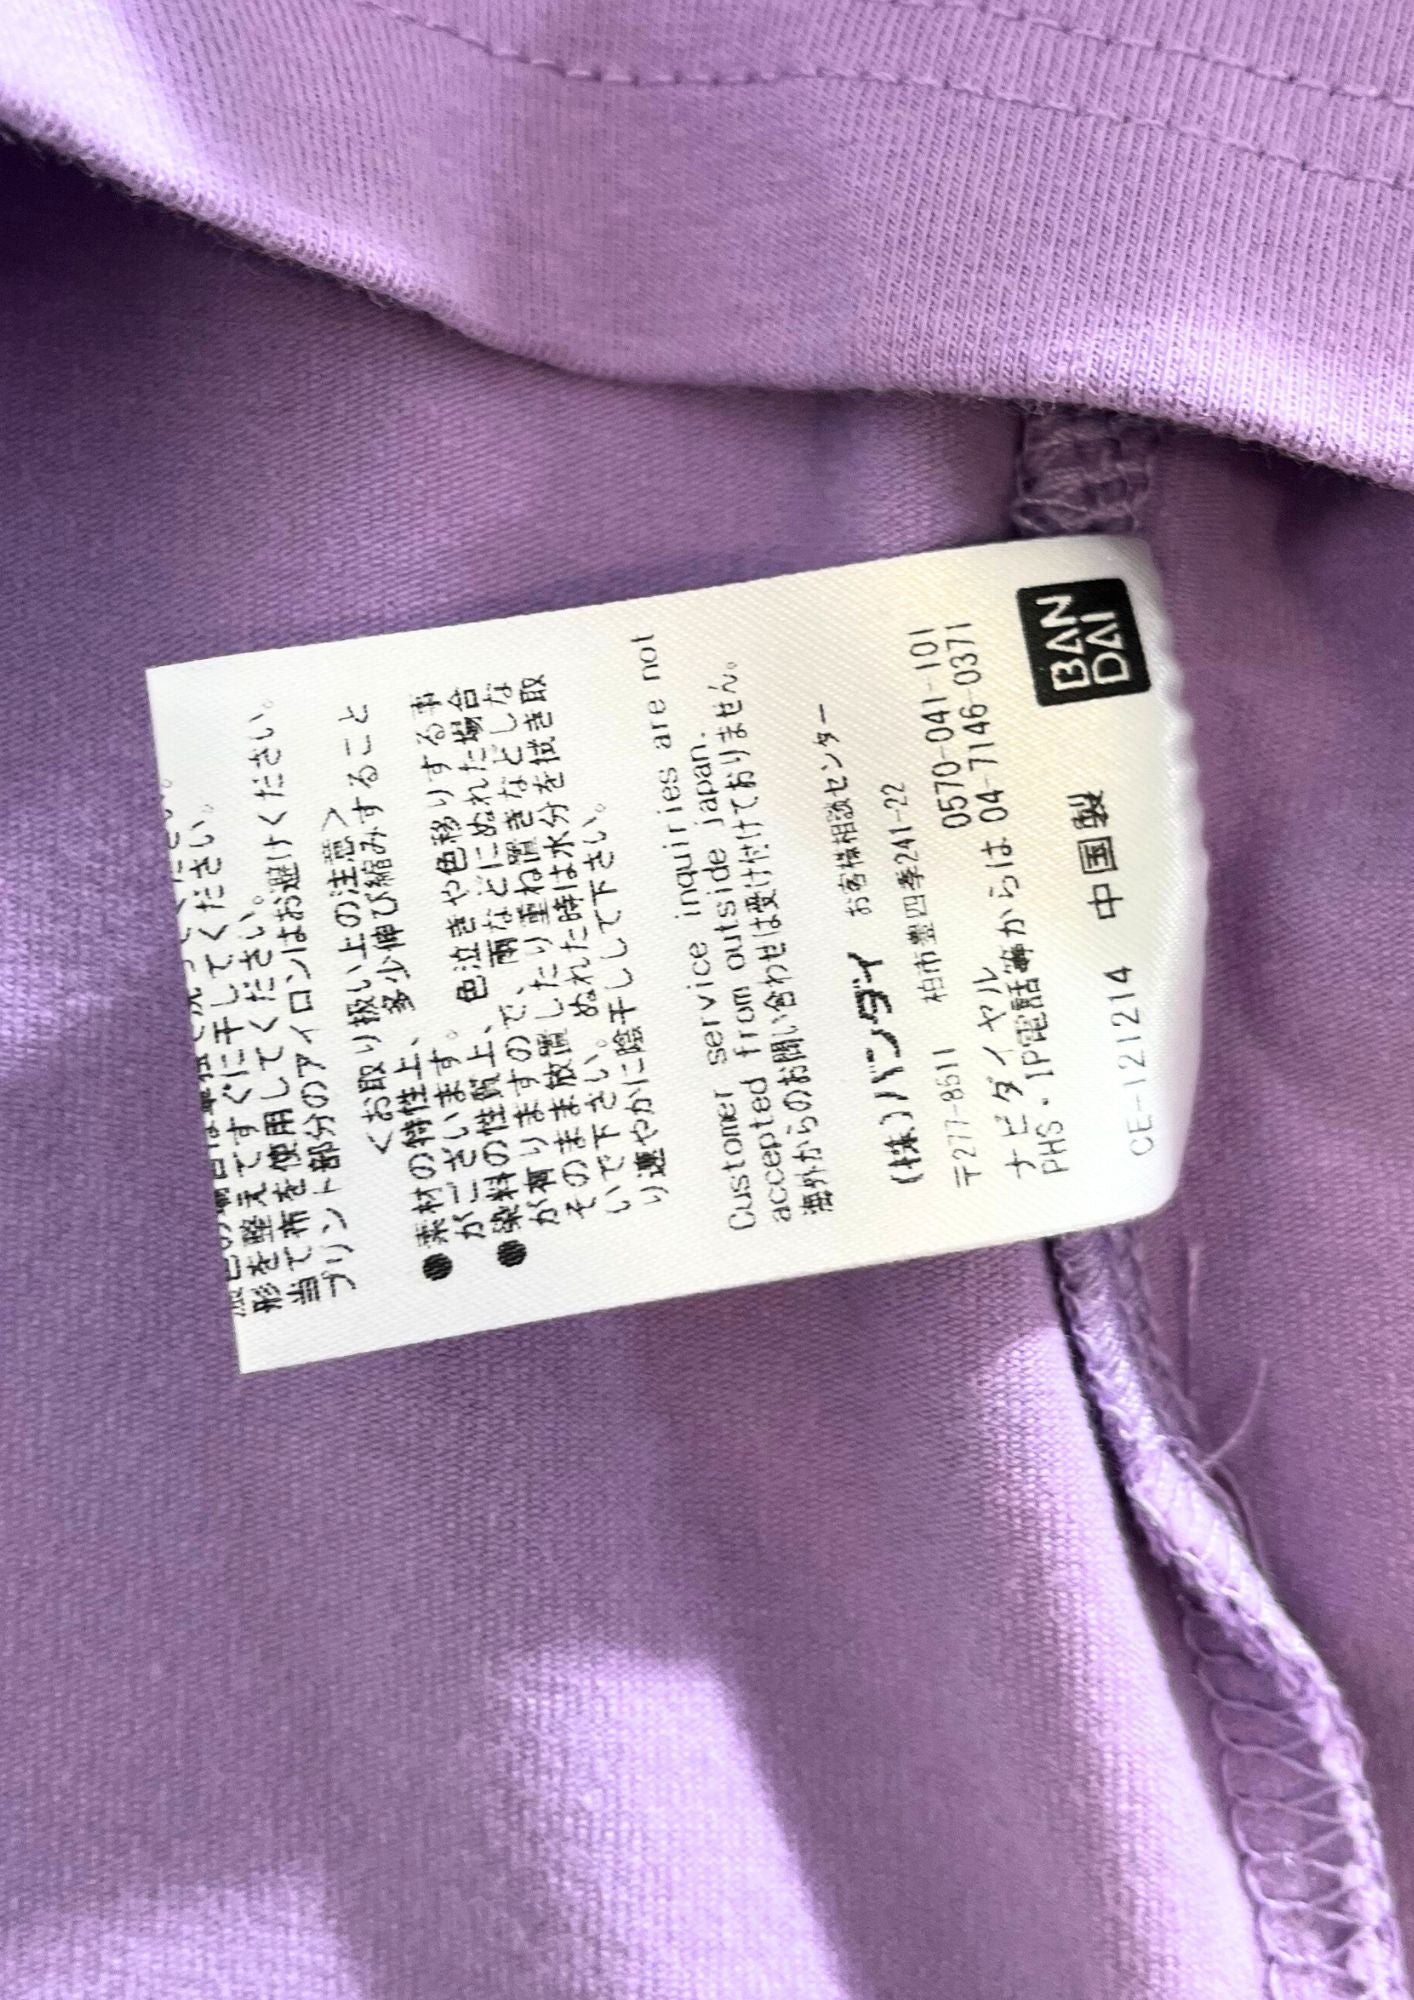 形を整えてすぐに干してください。
当て布を使用してください。
プリント部分のアイロンはお避けください。
<お取り扱い上の注意>
●素材の特性上、多少伸び縮みすること
がございます。
●染料の性質上、色泣きや色移りする事
が有りますので、雨などにぬれた場合
そのまま放置したり重ね置きなどしな
いで下さい。ぬれた時は水分を拭き取
り速やかに陰干しして下さい。
Customer service inquiries are not
accepted from outside japan.
海外からのお問い合わせは受け付けておりません。
(株)バンダイ お客様相談センター
〒277-8511 柏市豊四季241-22
ナビダイヤル 0570-041-101
PHS・IP電話等からは 04-7146-0371
CE-121214 中国製
BAN
DAI